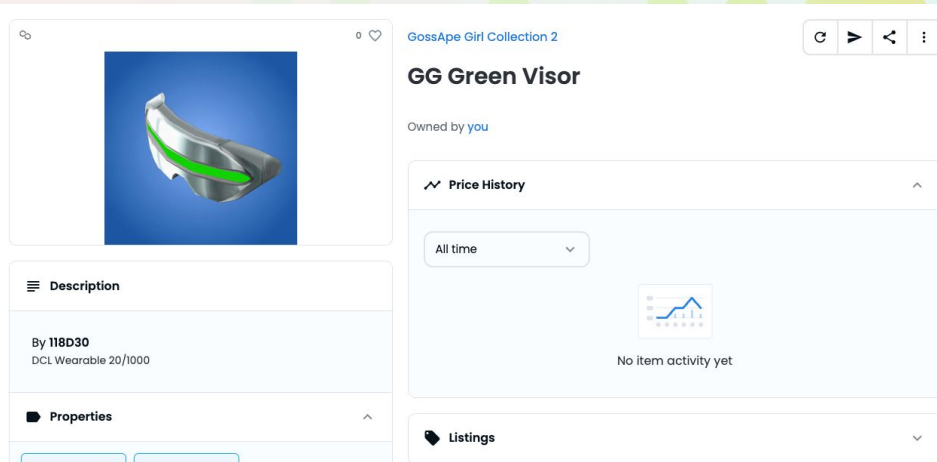 0
GossApe Girl Collection 2
GG Green Visor
Owned by you
Price History
All time
No item activity yet
Listings
Description
By 118D30
DCL Wearable 20/1000
Properties